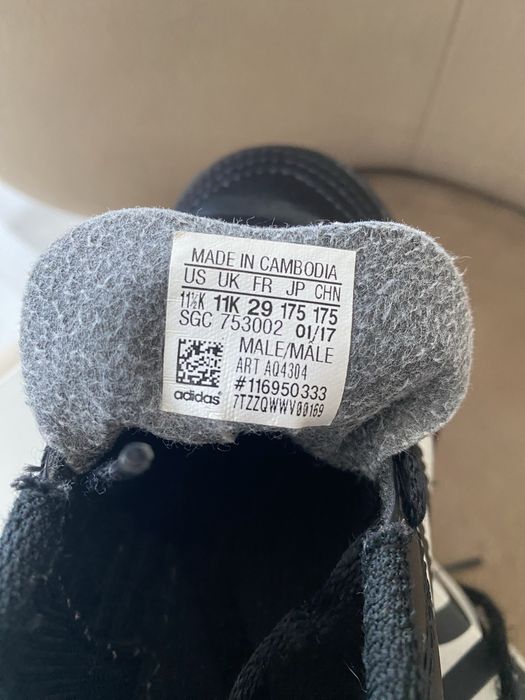 MADE IN CAMBODIA
US UK FR JP CHN
11½K 11K 29 175 175
SGC 753002 01/17
MALE/MÂLE
ART AQ4304
#116950333
adidas 7TZZQWWV00169